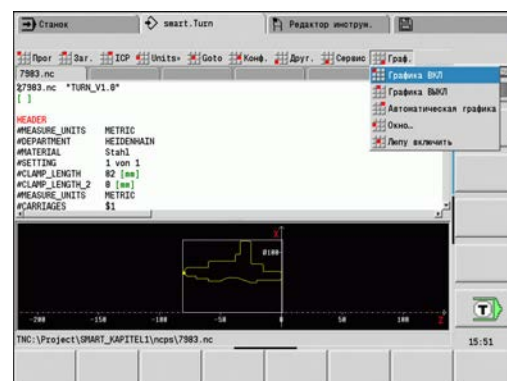 Станок
smart.Turn
Редактор инструм.
Прог Заг. ICP Units» Goto Конф. Друг. Сервис Граф.
7983.nc
Графика ВКЛ
Графика ВЫКЛ
Автоматическая графика
Окно…
Лупу включить
%7983.nc "TURN_V1.0"
[ ]
HEADER
#MEASURE_UNITS METRIC
#DEPARTMENT HEIDENHAIN
#MATERIAL Stahl
#SETTING 1 von 1
#CLAMP_LENGTH 82 [mm]
#CLAMP_LENGTH_2 0 [mm]
#MEASURE_UNITS METRIC
#CARRIAGES $1
X
Ø100
-200 -150 -100 -50 0 50 100 Z
T
TNC:\Project\SMART_KAPITEL1\ncps\7983.nc
15:51